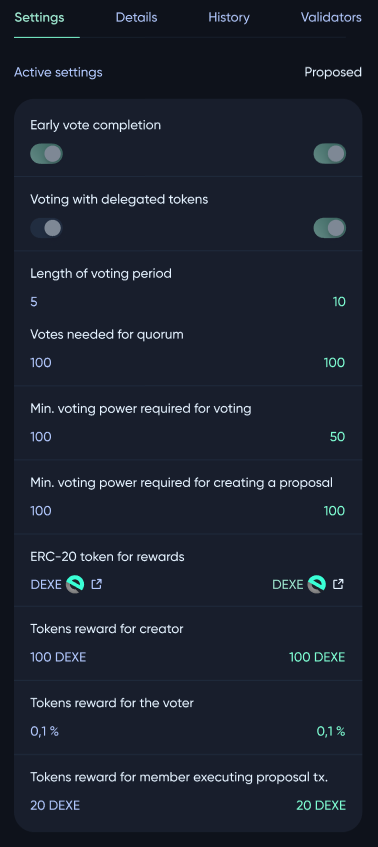 Settings Details History Validators
Active settings Proposed
Early vote completion
Voting with delegated tokens
Length of voting period
5 10
Votes needed for quorum
100 100
Min. voting power required for voting
100 50
Min. voting power required for creating a proposal
100 100
ERC-20 token for rewards
DEXE DEXE
Tokens reward for creator
100 DEXE 100 DEXE
Tokens reward for the voter
0,1 % 0,1 %
Tokens reward for member executing proposal tx.
20 DEXE 20 DEXE